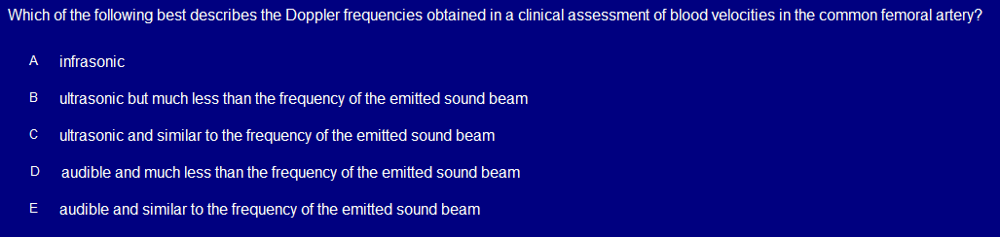 Which of the following best describes the Doppler frequencies obtained in a clinical assessment of blood velocities in the common femoral artery?
A infrasonic
B ultrasonic but much less than the frequency of the emitted sound beam
C ultrasonic and similar to the frequency of the emitted sound beam
D audible and much less than the frequency of the emitted sound beam
E audible and similar to the frequency of the emitted sound beam